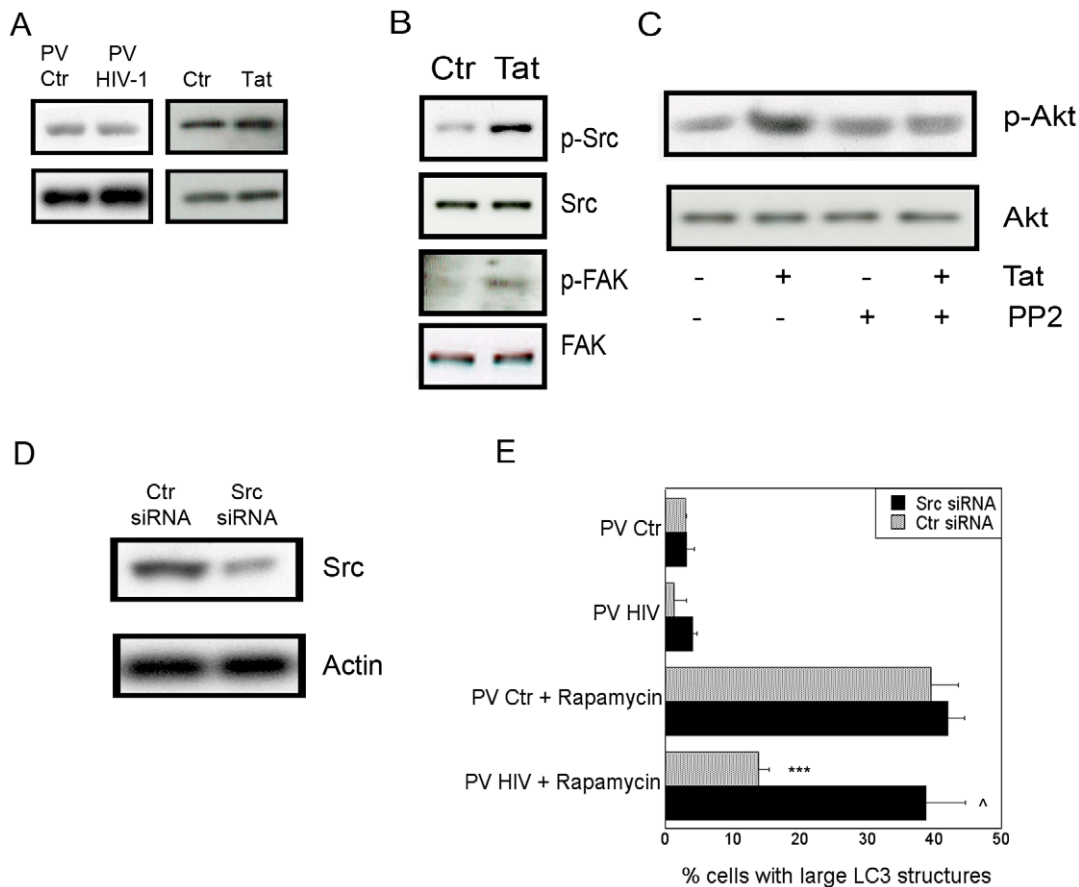 A
PV
Ctr
PV
HIV-1
Ctr
Tat
B
Ctr
Tat
p-Src
Src
p-FAK
FAK
C
p-Akt
Akt
- + - + Tat
- - + + PP2
D
Ctr
siRNA
Src
siRNA
Src
Actin
E
Src siRNA
Ctr siRNA
PV Ctr
PV HIV
PV Ctr + Rapamycin
PV HIV + Rapamycin
***
^
0 10 20 30 40 50
% cells with large LC3 structures